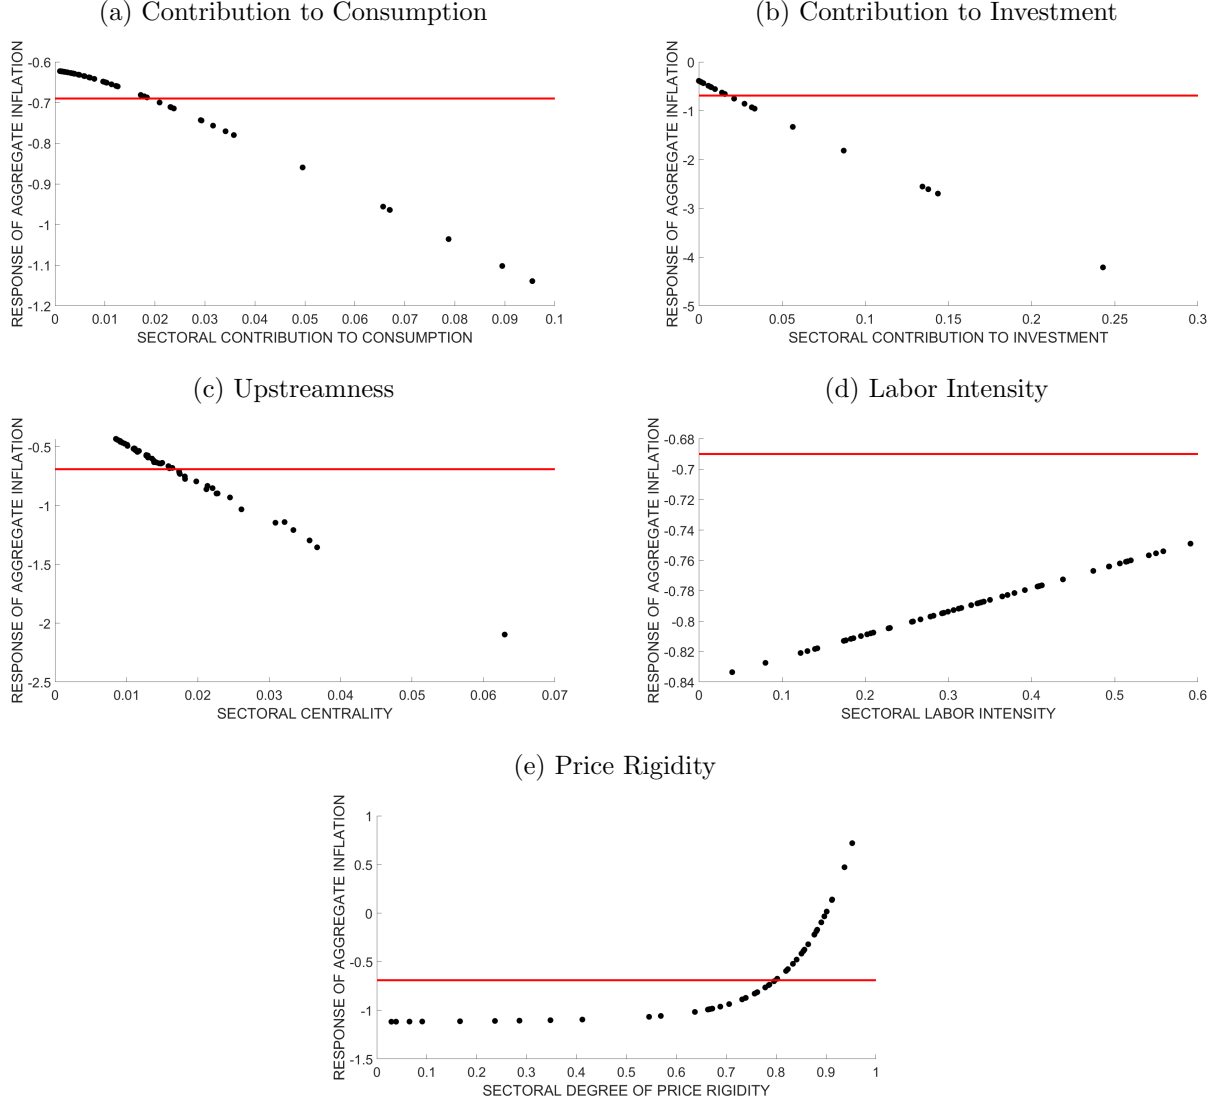 (a) Contribution to Consumption
RESPONSE OF AGGREGATE INFLATION
-0.6
-0.7
-0.8
-0.9
-1
-1.1
-1.2
0 0.01 0.02 0.03 0.04 0.05 0.06 0.07 0.08 0.09 0.1
SECTORAL CONTRIBUTION TO CONSUMPTION
(b) Contribution to Investment
RESPONSE OF AGGREGATE INFLATION
0
-1
-2
-3
-4
-5
0 0.05 0.1 0.15 0.2 0.25 0.3
SECTORAL CONTRIBUTION TO INVESTMENT
(c) Upstreamness
RESPONSE OF AGGREGATE INFLATION
-0.5
-1
-1.5
-2
-2.5
0 0.01 0.02 0.03 0.04 0.05 0.06 0.07
SECTORAL CENTRALITY
(d) Labor Intensity
RESPONSE OF AGGREGATE INFLATION
-0.68
-0.7
-0.74
-0.76
-0.78
-0.8
-0.82
-0.84
0 0.1 0.2 0.3 0.4 0.5 0.6
SECTORAL LABOR INTENSITY
(e) Price Rigidity
RESPONSE OF AGGREGATE INFLATION
1
0.5
0
-0.5
-1
-1.5
0 0.1 0.2 0.3 0.4 0.5 0.6 0.7 0.8 0.9 1
SECTORAL DEGREE OF PRICE RIGIDITY